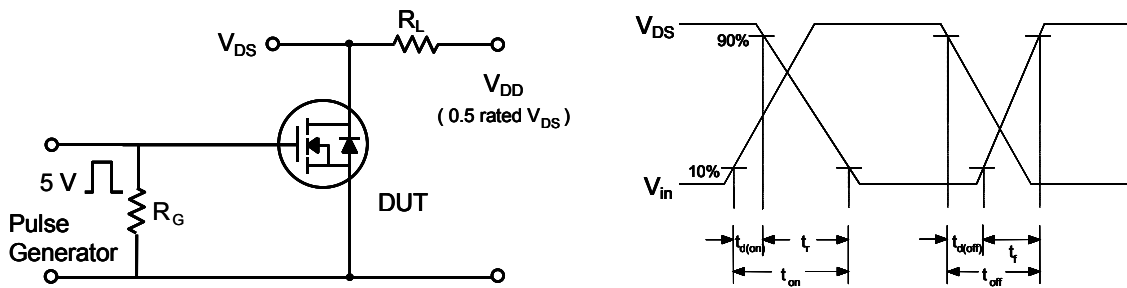 R_L
V_DS
V_DD
( 0.5 rated V_DS )
5 V
R_G
DUT
Pulse
Generator
V_DS
90%
V_in
10%
t_d(on)
t_r
t_on
t_d(off)
t_f
t_off